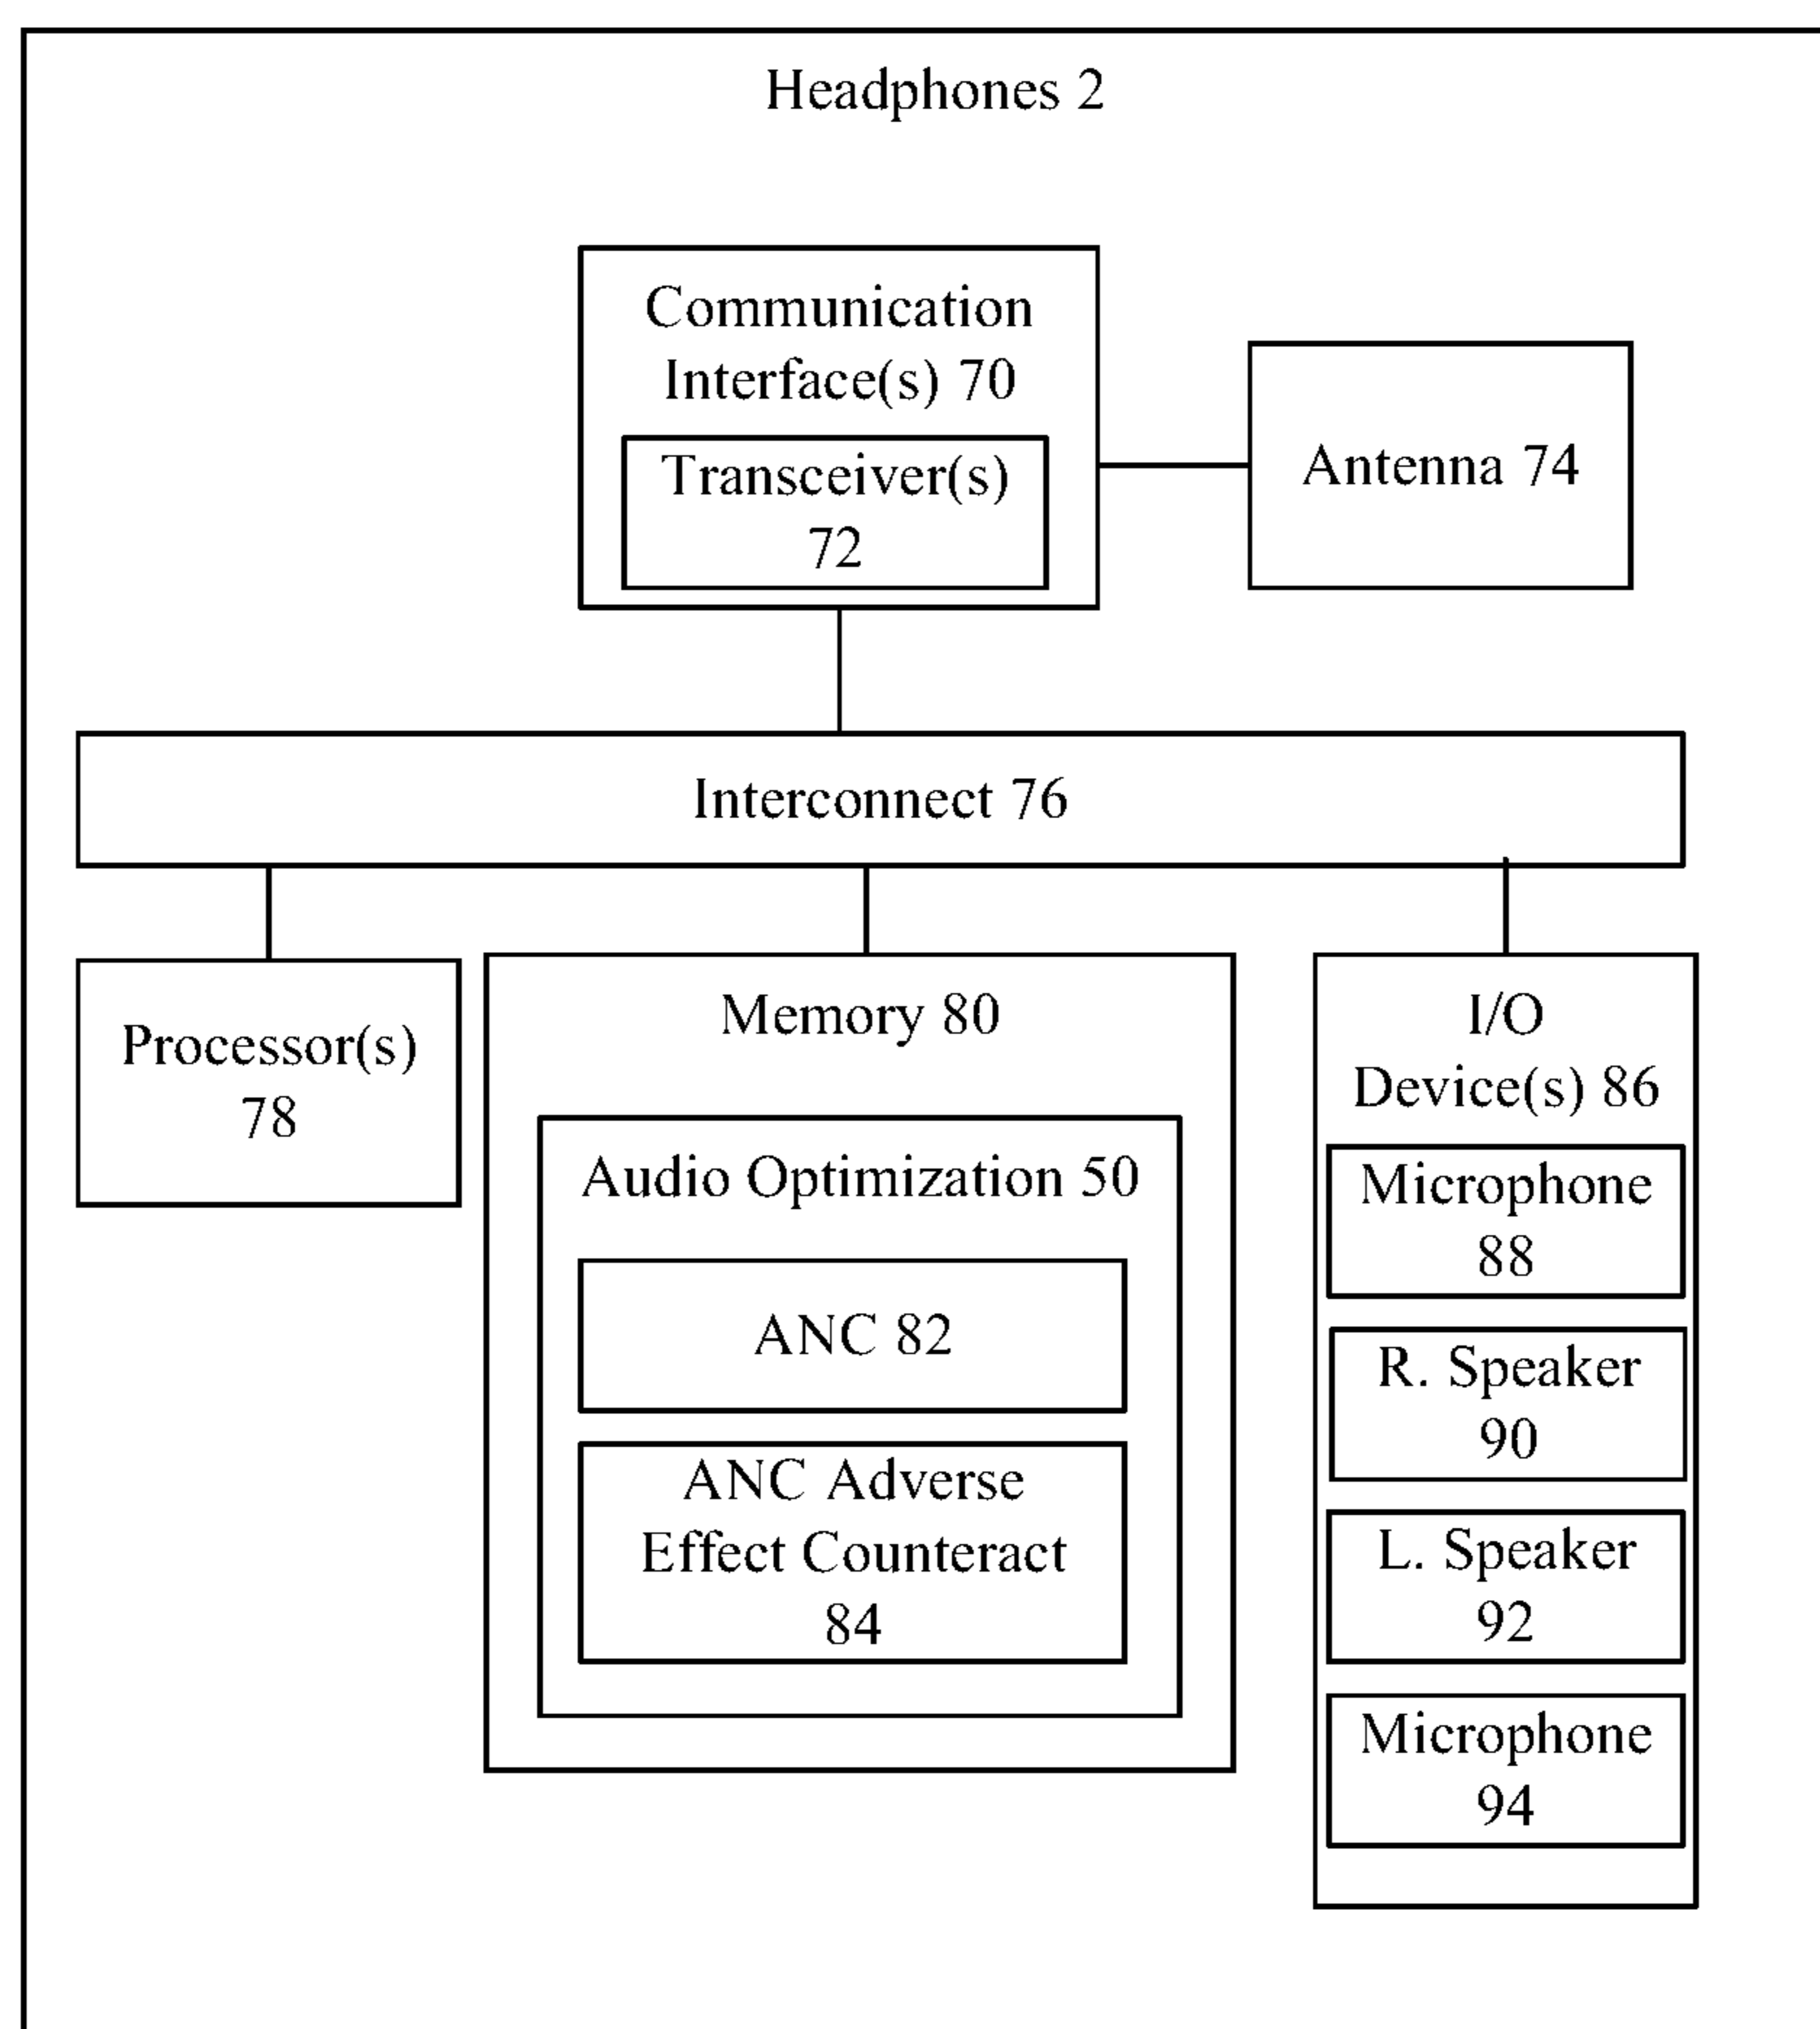 Headphones 2
Communication
Interface(s) 70
Transceiver(s)
72
Antenna 74
Interconnect 76
Processor(s)
78
Memory 80
Audio Optimization 50
ANC 82
ANC Adverse
Effect Counteract
84
I/O
Device(s) 86
Microphone
88
R. Speaker
90
L. Speaker
92
Microphone
94